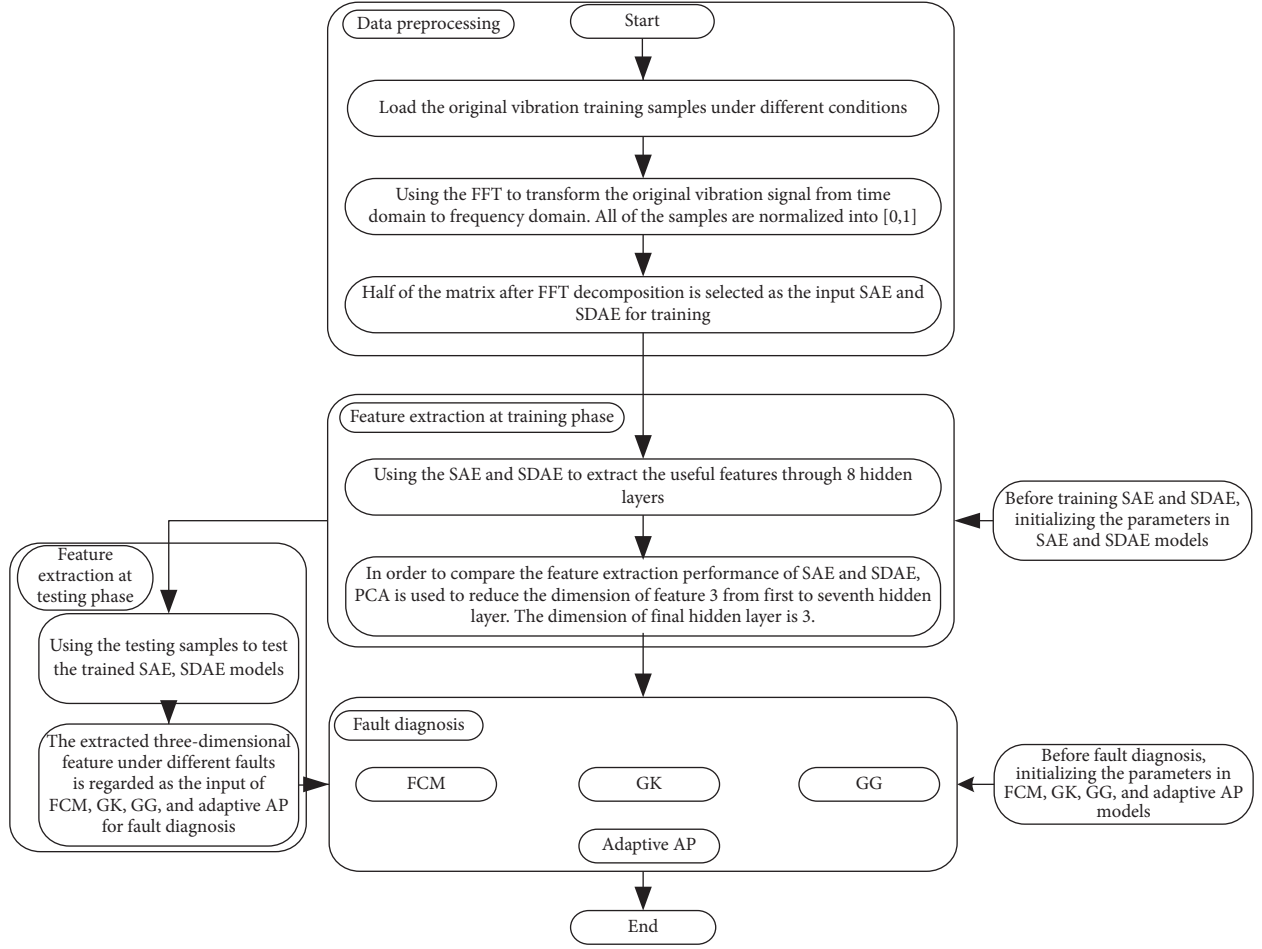 Data preprocessing
Start
Load the original vibration training samples under different conditions
Using the FFT to transform the original vibration signal from time
domain to frequency domain. All of the samples are normalized into [0,1]
Half of the matrix after FFT decomposition is selected as the input SAE and
SDAE for training
Feature extraction at training phase
Using the SAE and SDAE to extract the useful features through 8 hidden
layers
In order to compare the feature extraction performance of SAE and SDAE,
PCA is used to reduce the dimension of feature 3 from first to seventh hidden
layer. The dimension of final hidden layer is 3.
Before training SAE and SDAE,
initializing the parameters in
SAE and SDAE models
Feature
extraction at
testing phase
Using the testing samples to test
the trained SAE, SDAE models
The extracted three-dimensional
feature under different faults
is regarded as the input of
FCM, GK, GG, and adaptive AP
for fault diagnosis
Fault diagnosis
FCM
GK
GG
Adaptive AP
Before fault diagnosis,
initializing the parameters in
FCM, GK, GG, and adaptive AP
models
End